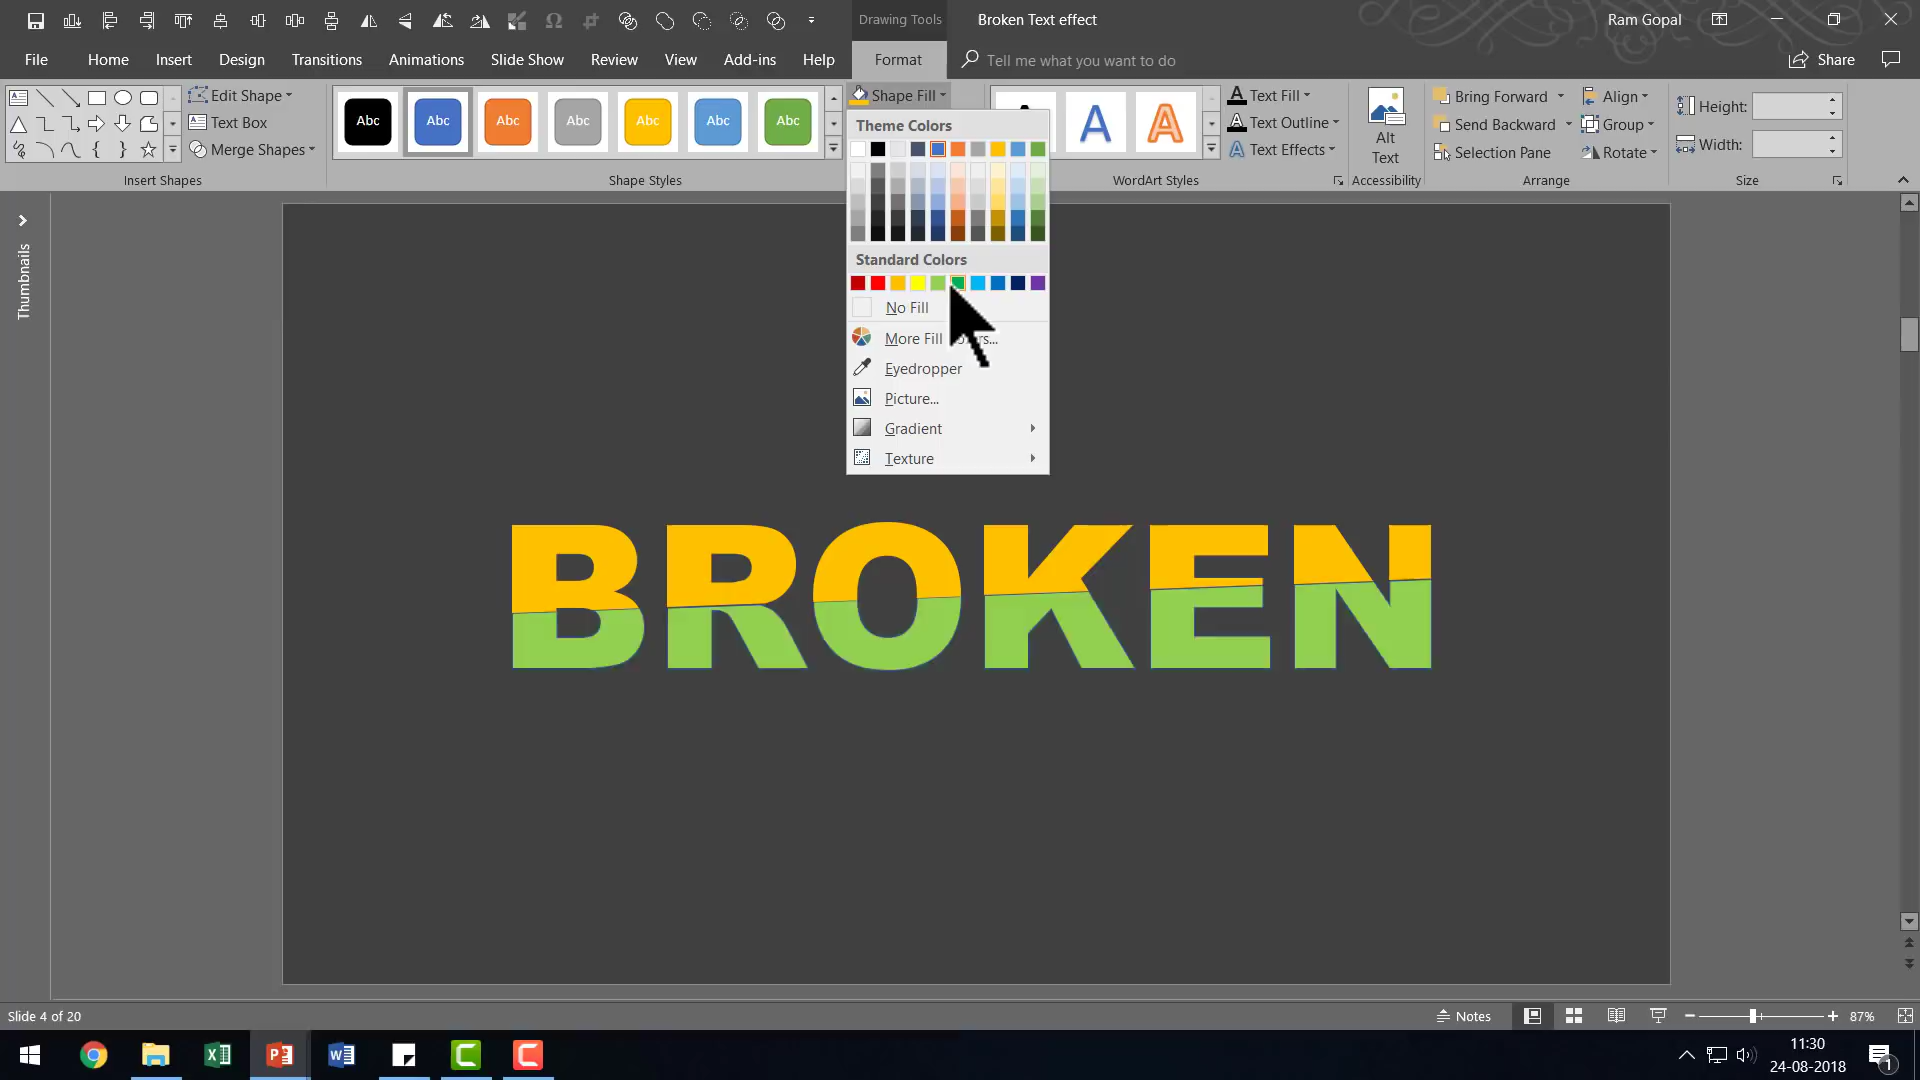 Drawing Tools
Broken Text effect
Ram Gopal
File
Home
Insert
Design
Transitions
Animations
Slide Show
Review
View
Add-ins
Help
Format
Tell me what you want to do
Share
Edit Shape
Text Box
Merge Shapes
Insert Shapes
Abc
Abc
Abc
Abc
Abc
Abc
Abc
Shape Styles
Shape Fill
Theme Colors
Standard Colors
No Fill
More Fill
Eyedropper
Picture...
Gradient
Texture
A
A
WordArt Styles
Text Fill
Text Outline
Text Effects
Alt
Text
Accessibility
Bring Forward
Send Backward
Selection Pane
Align
Group
Rotate
Arrange
Height:
Width:
Size
Thumbnails
BROKEN
Slide 4 of 20
Notes
87%
11:30
24-08-2018
1